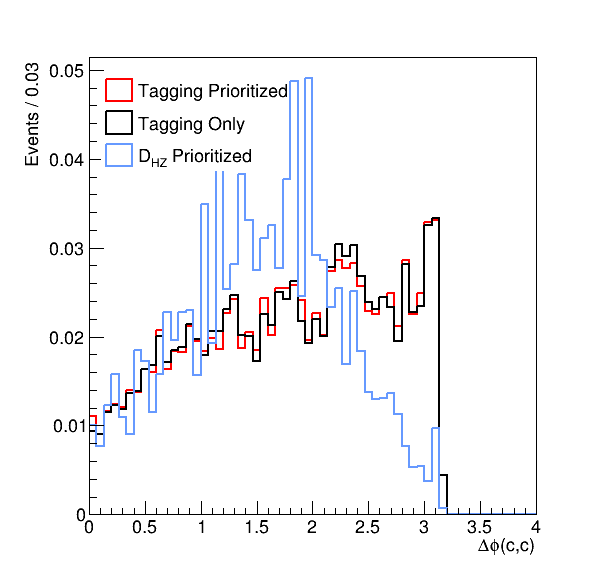 Events / 0.03
0.05
0.04
0.03
0.02
0.01
0
Tagging Prioritized
Tagging Only
D_HZ Prioritized
0 0.5 1 1.5 2 2.5 3 3.5 4
Δϕ(c,c)